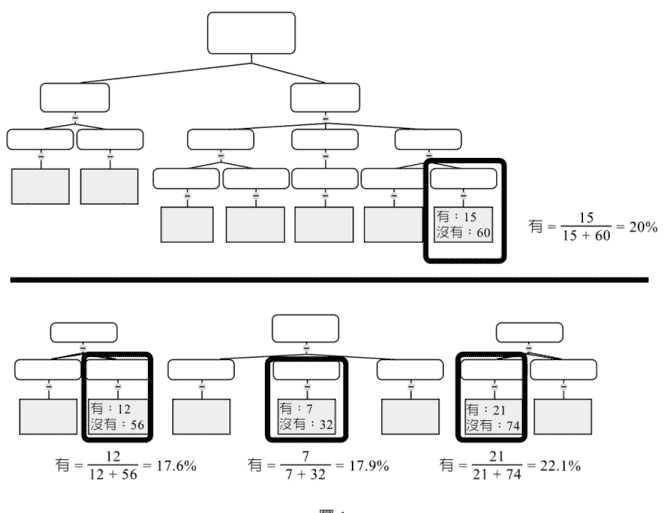 有：15
沒有：60
有 = 15 / 15 + 60 = 20%
有：12
沒有：56
有：7
沒有：32
有：21
沒有：74
有 = 12 / 12 + 56 = 17.6%
有 = 7 / 7 + 32 = 17.9%
有 = 21 / 21 + 74 = 22.1%